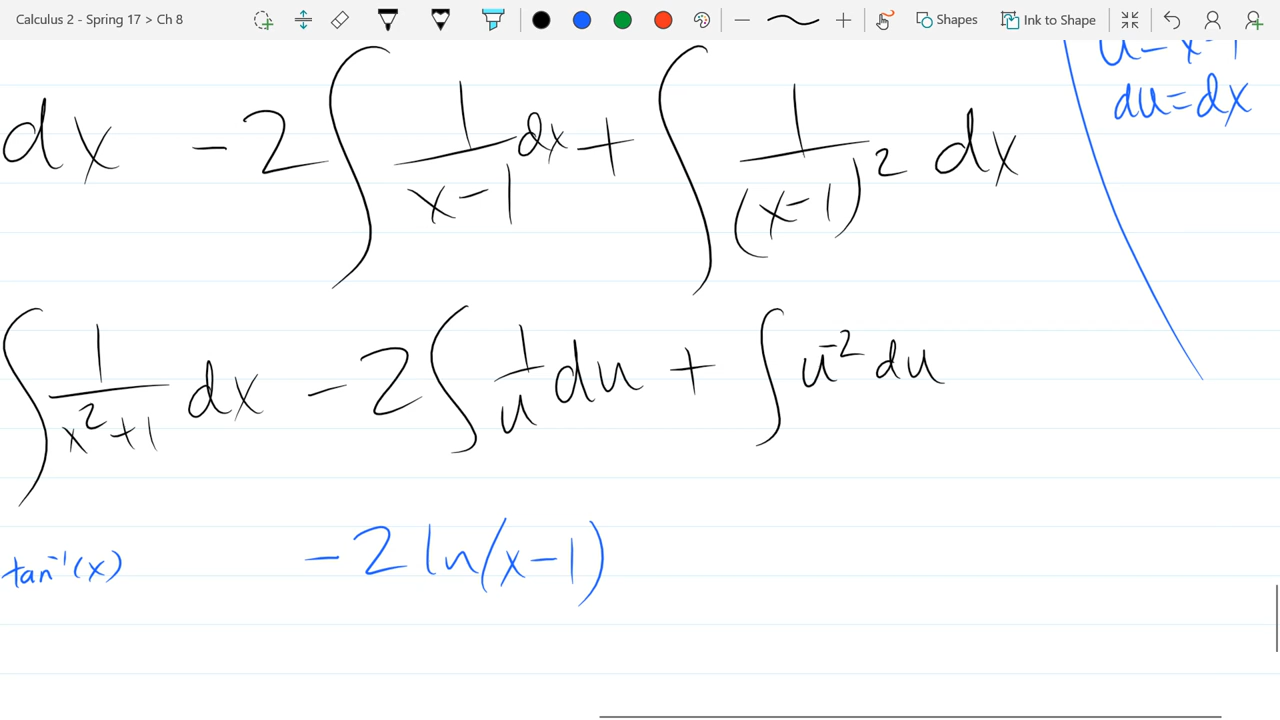 Calculus 2 - Spring 17 > Ch 8
Shapes
Ink to Shape
u = x-1
du = dx
dx -2 ∫ 1/(x-1) dx + ∫ 1/(x-1)² dx
∫ 1/(x²+1) dx - 2 ∫ 1/u du + ∫ u⁻² du
tan⁻¹(x) -2 ln(x-1)